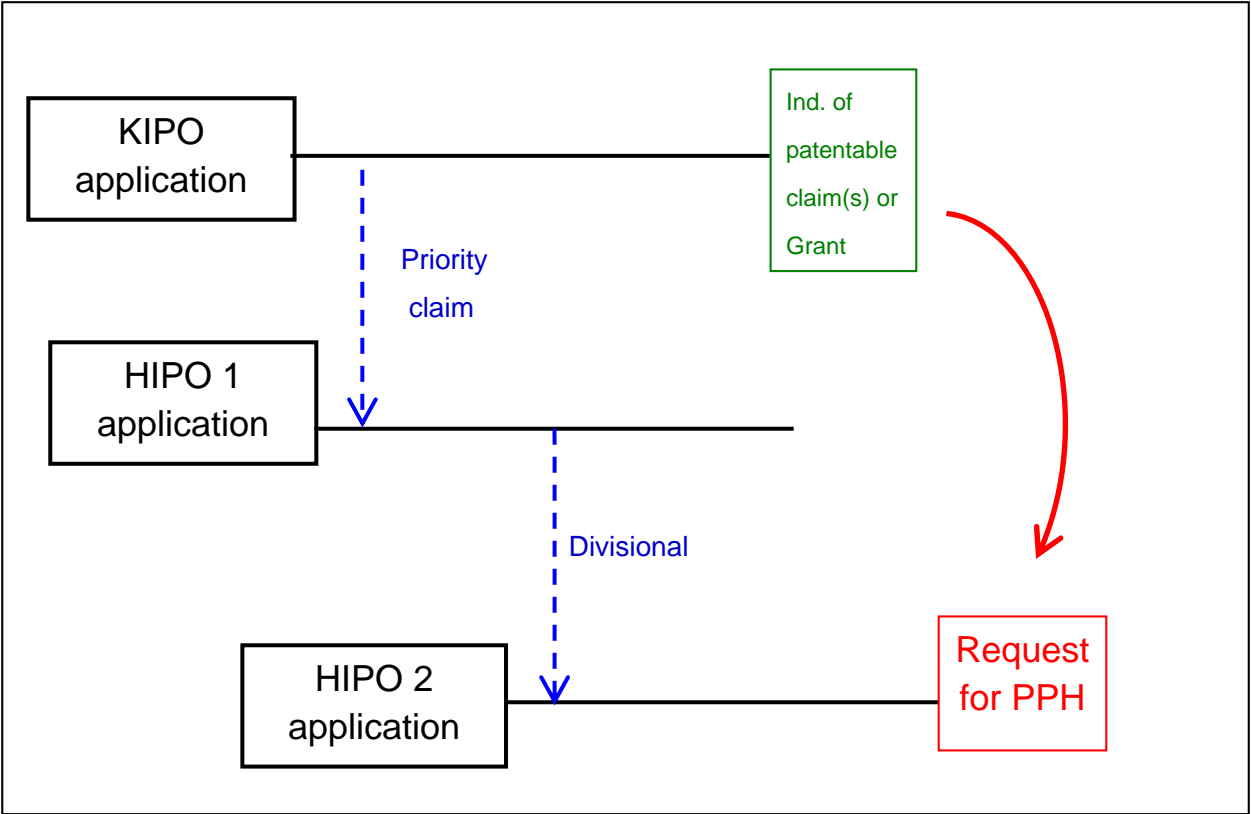 KIPO
application
Ind. of
patentable
claim(s) or
Grant
Priority
claim
HIPO 1
application
Divisional
HIPO 2
application
Request
for PPH